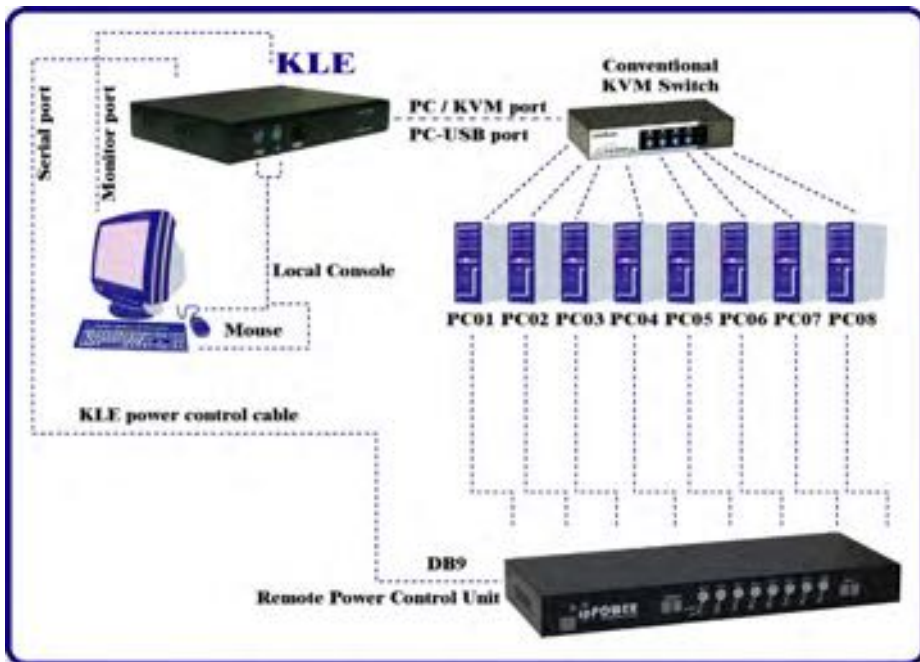 KLE
Conventional
KVM Switch
Serial port
Monitor port
PC / KVM port
PC-USB port
Local Console
Mouse
PC01 PC02 PC03 PC04 PC05 PC06 PC07 PC08
KLE power control cable
DB9
Remote Power Control Unit
POWER